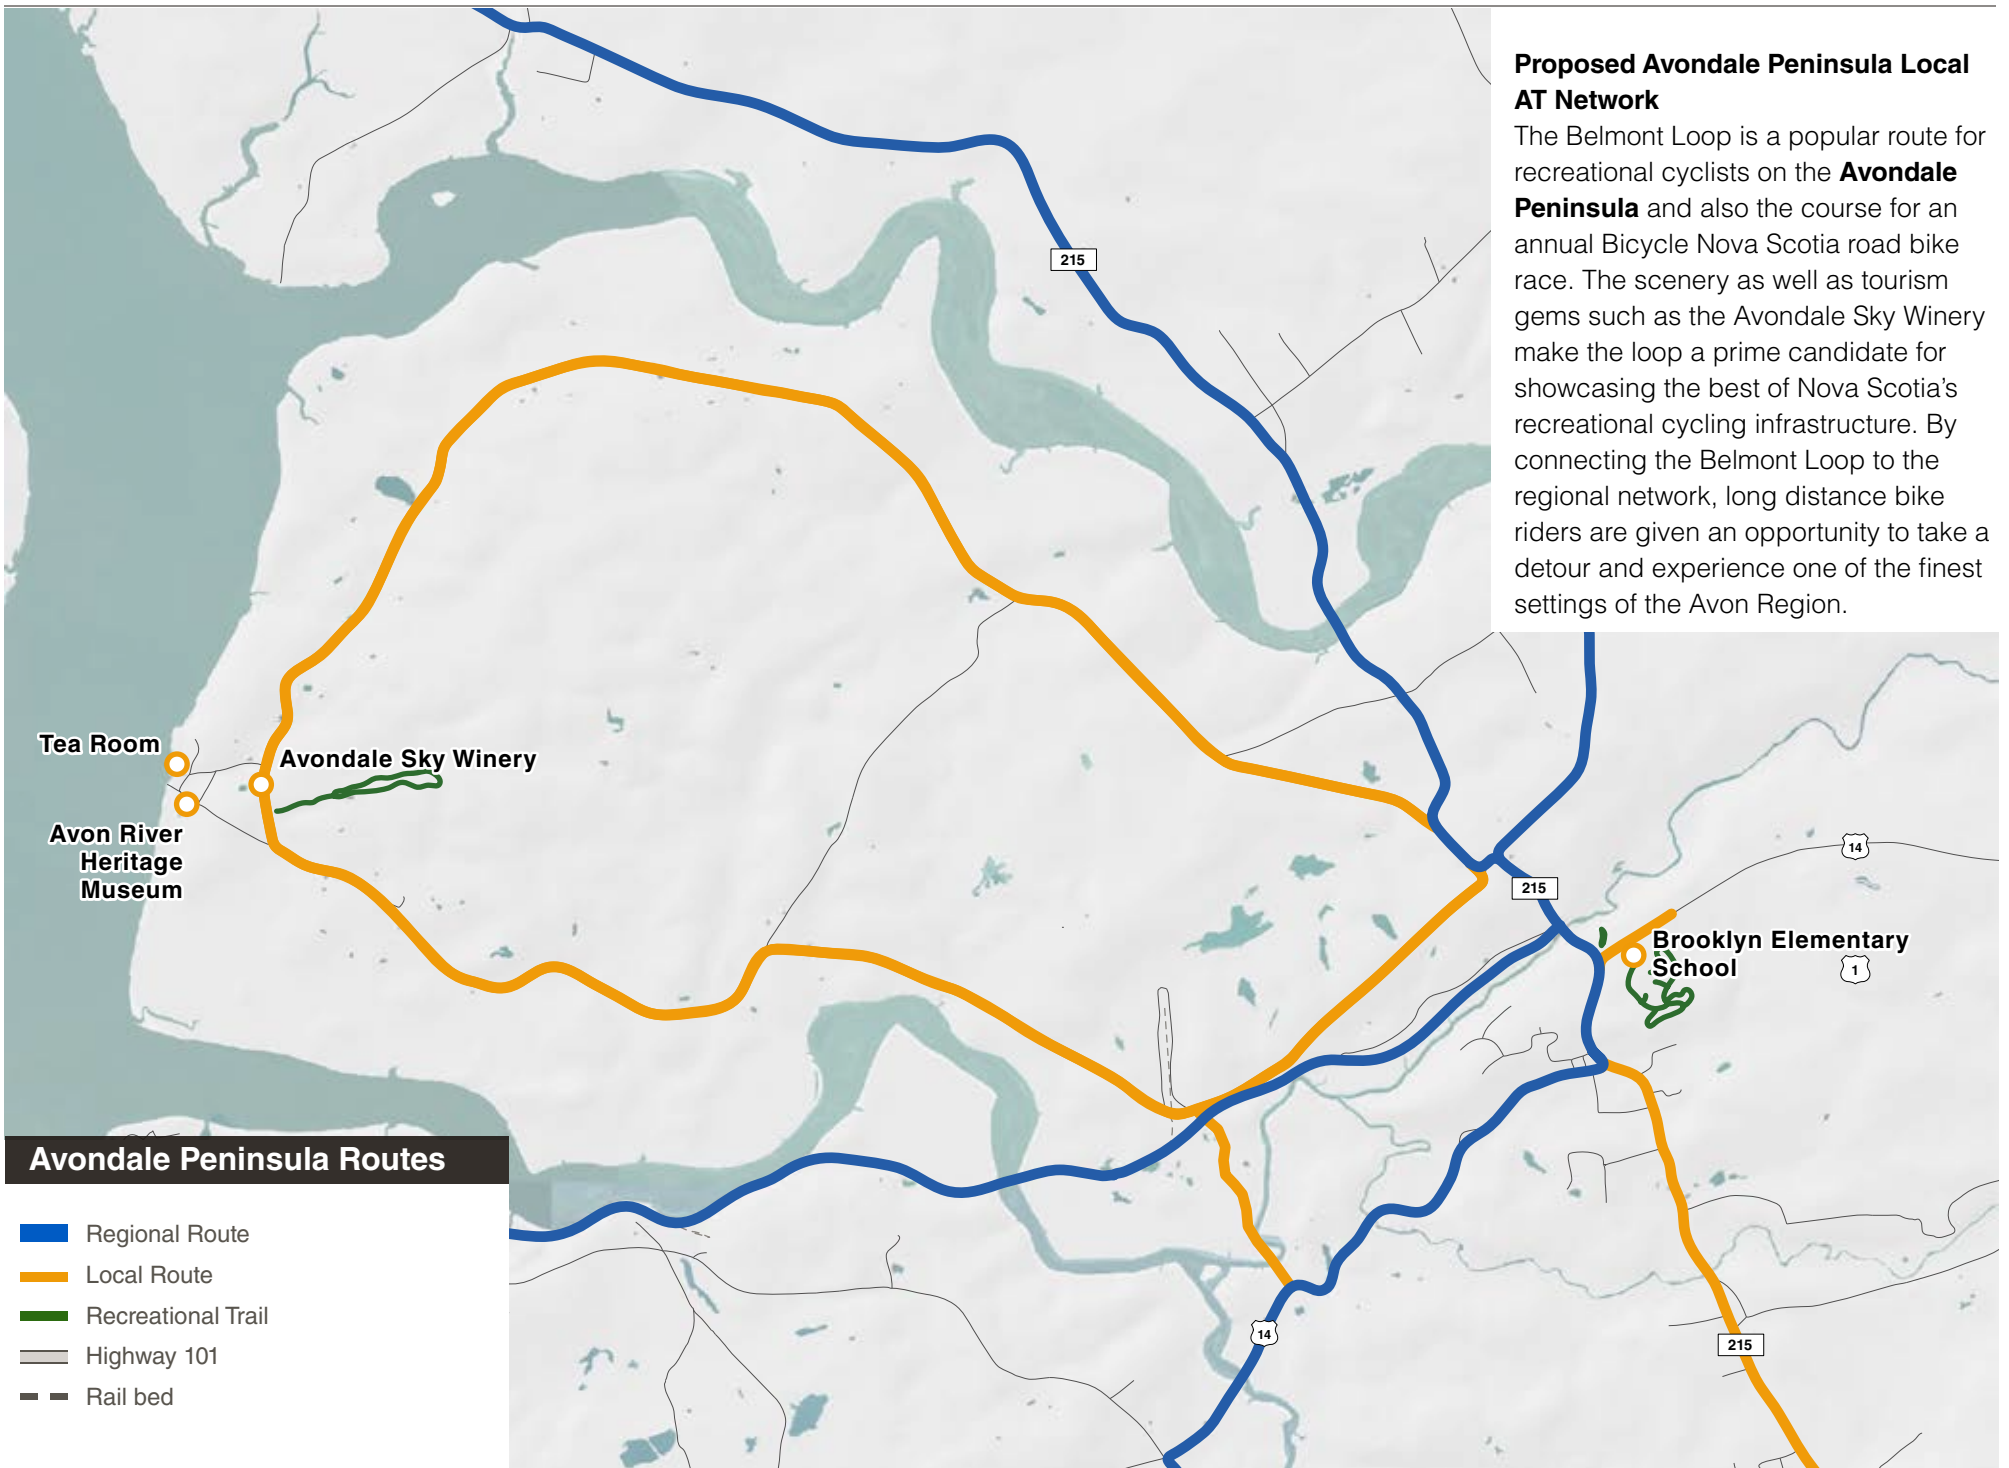 Proposed Avondale Peninsula Local
AT Network
The Belmont Loop is a popular route for
recreational cyclists on the Avondale
Peninsula and also the course for an
annual Bicycle Nova Scotia road bike
race. The scenery as well as tourism
gems such as the Avondale Sky Winery
make the loop a prime candidate for
showcasing the best of Nova Scotia’s
recreational cycling infrastructure. By
connecting the Belmont Loop to the
regional network, long distance bike
riders are given an opportunity to take a
detour and experience one of the finest
settings of the Avon Region.
215
Tea Room
Avondale Sky Winery
Avon River
Heritage
Museum
14
215
Brooklyn Elementary
School
1
14
215
Avondale Peninsula Routes
Regional Route
Local Route
Recreational Trail
Highway 101
Rail bed